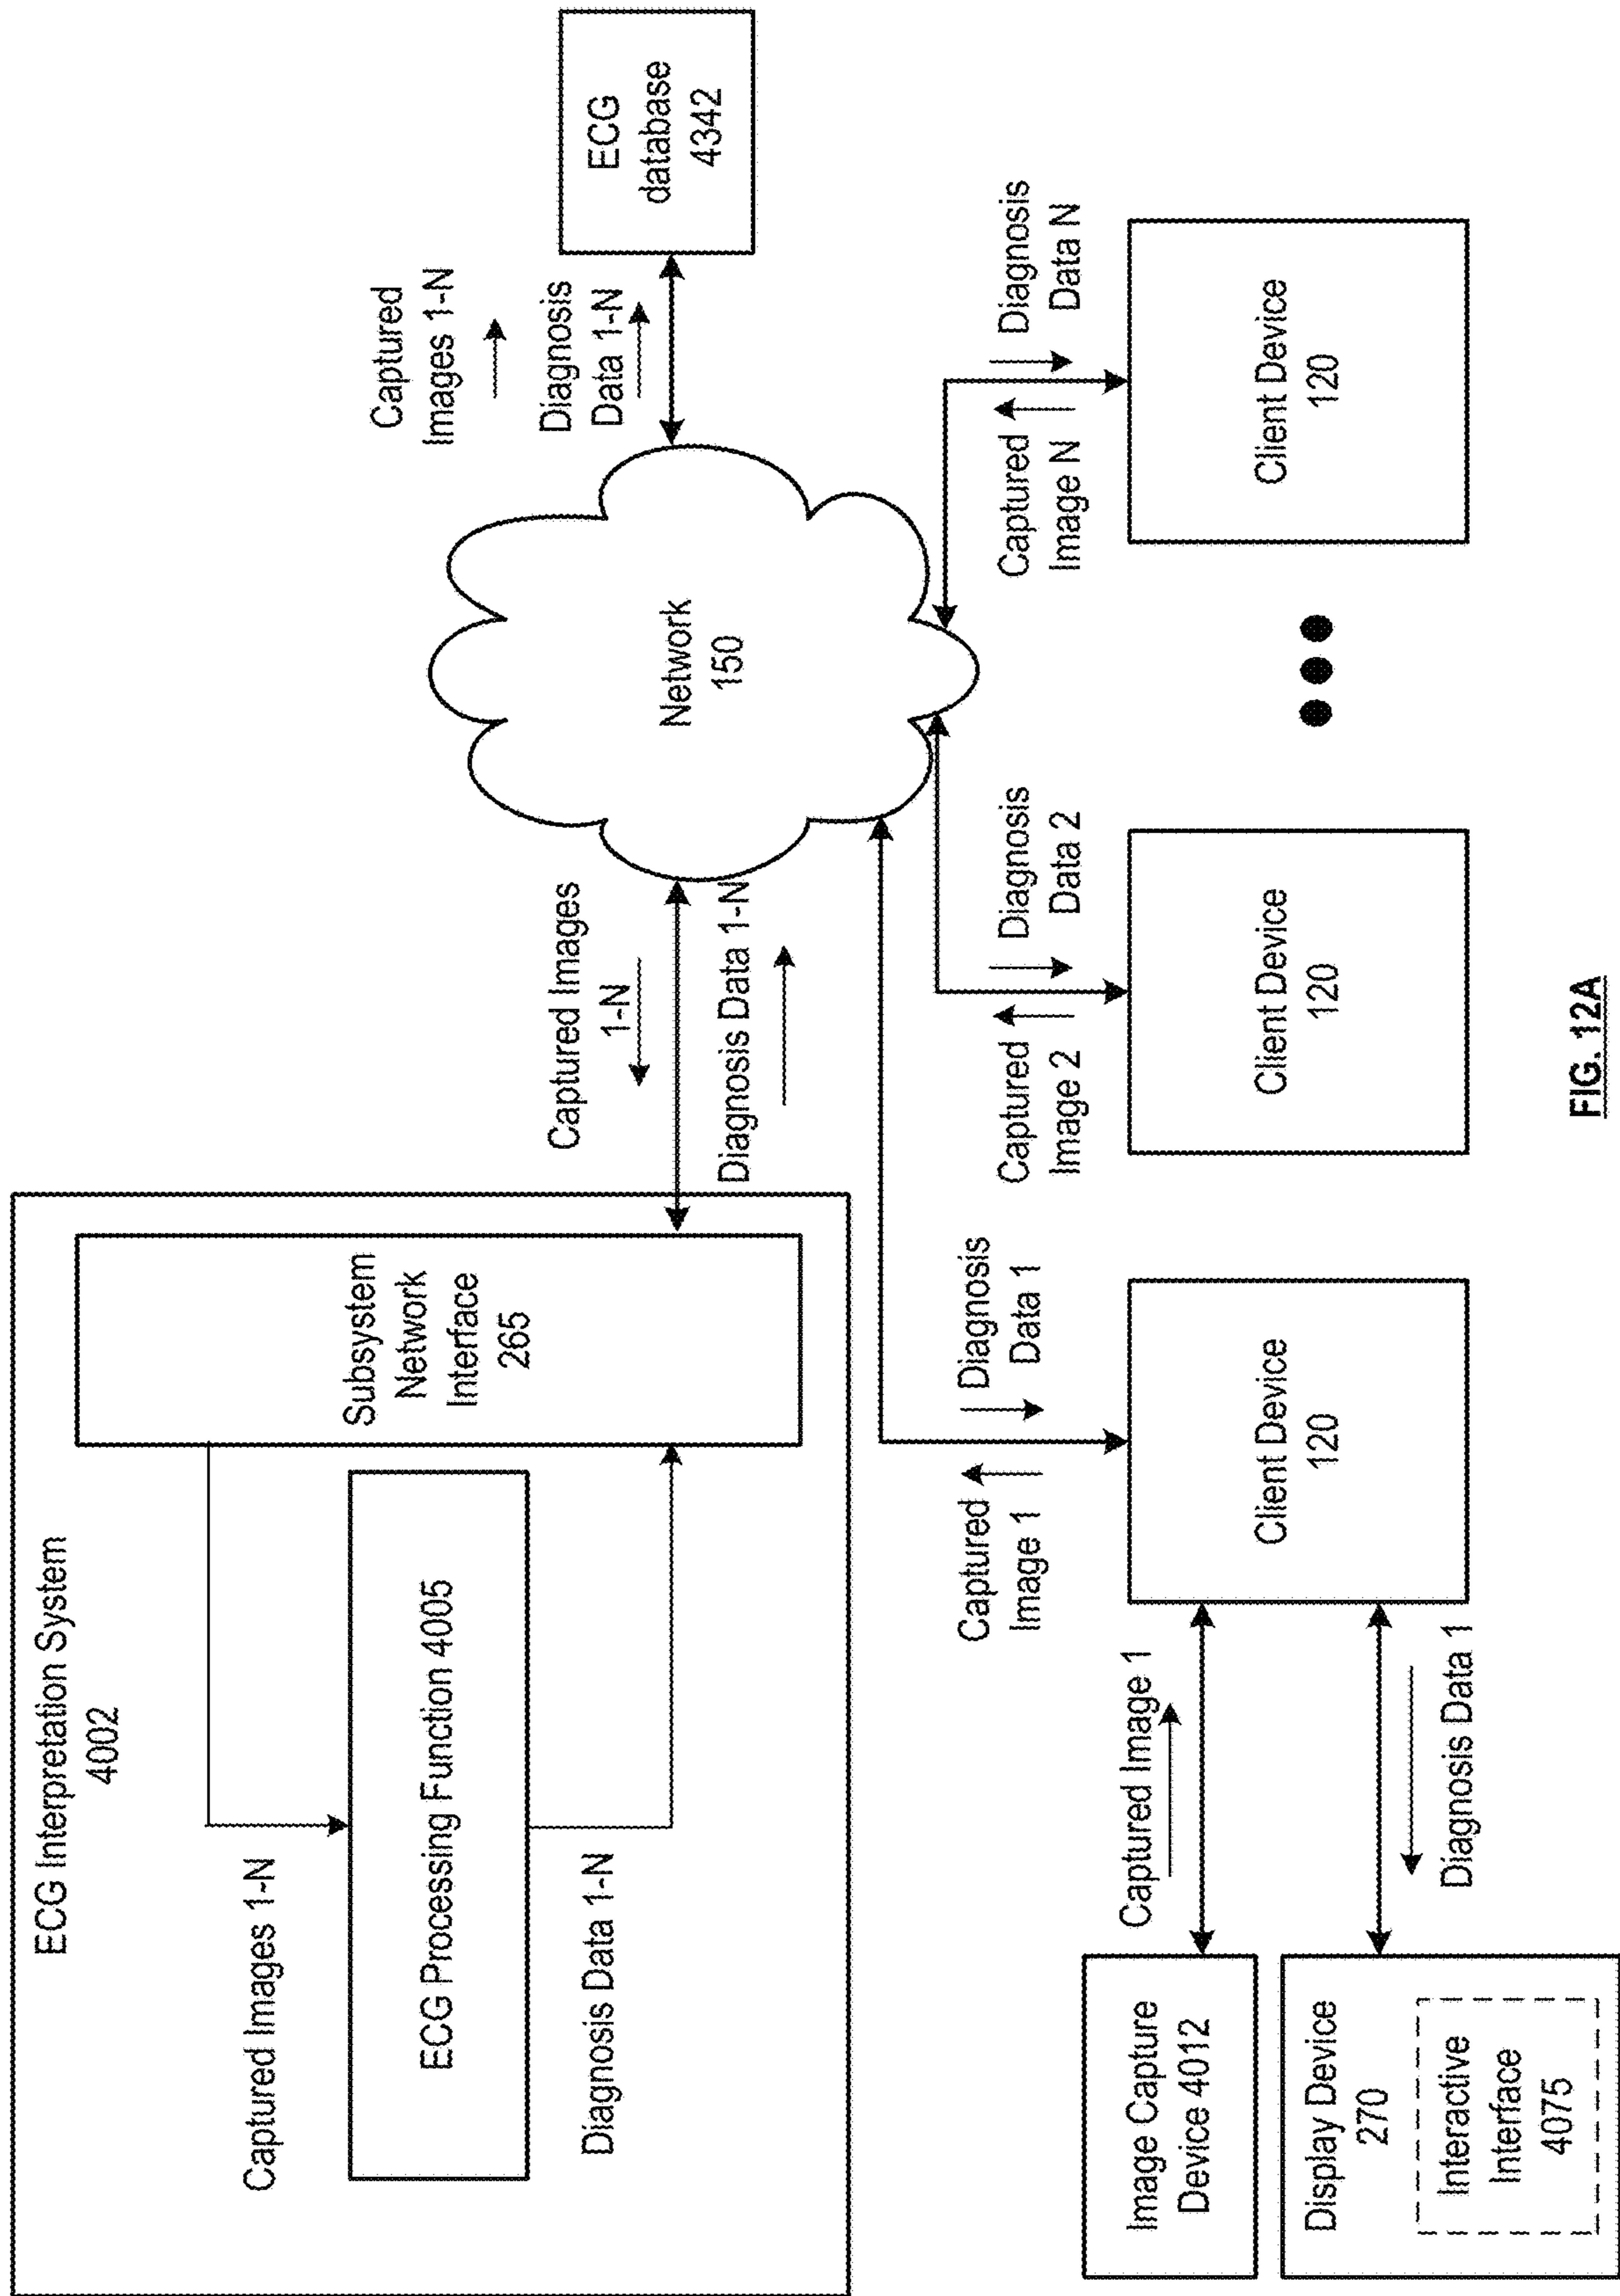 ECG Interpretation System
4002
Captured Images 1-N
ECG Processing Function 4005
Diagnosis Data 1-N
Subsystem
Network
Interface
265
Captured Images
1-N
Diagnosis Data 1-N
Network
150
Captured
Images 1-N
Diagnosis
Data 1-N
ECG
database
4342
Image Capture
Device 4012
Display Device
270
Interactive
Interface
4075
Captured Image 1
Diagnosis Data 1
Captured
Image 1
Diagnosis
Data 1
Client Device
120
Captured
Image 2
Diagnosis
Data 2
Client Device
120
Captured
Image N
Diagnosis
Data N
Client Device
120
FIG. 12A